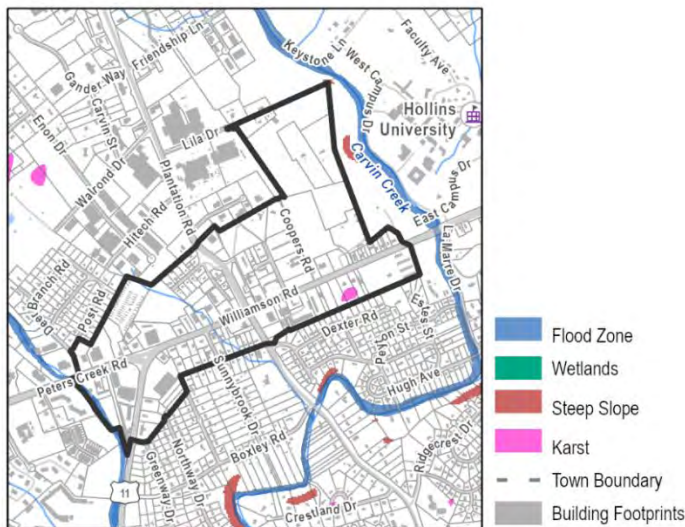 Friendship Ln
Keystone Ln
West Campus Dr
Faculty Ave
Gander Way
Carvin St
Hollins
University
Enon Dr
Lila Dr
Walrond Dr
Plantation Rd
Carvin Creek
East Campus Dr
Hitech Rd
Coopers Rd
La Marre Dr
Deer Branch Rd
Post Rd
Williamson Rd
Dexter Rd
Peyton St
Estes St
Peters Creek Rd
Sunnybrook Dr
Hugh Ave
Boxley Rd
Northway Dr
Greenway Dr
Ridgecrest Dr
11
Crestland Dr
Flood Zone
Wetlands
Steep Slope
Karst
Town Boundary
Building Footprints